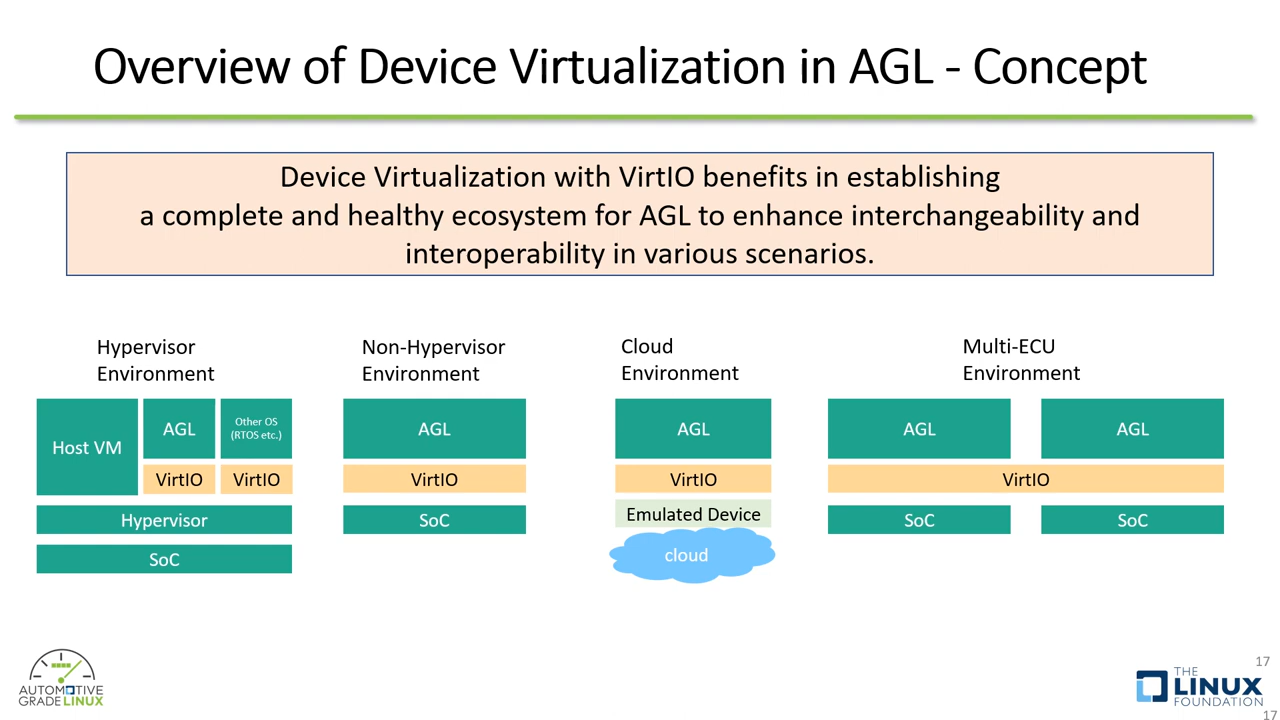 Overview of Device Virtualization in AGL - Concept
Device Virtualization with VirtIO benefits in establishing
a complete and healthy ecosystem for AGL to enhance interchangeability and
interoperability in various scenarios.
Hypervisor
Environment
Host VM
AGL
Other OS
(RTOS etc.)
VirtIO
VirtIO
Hypervisor
SoC
Non-Hypervisor
Environment
AGL
VirtIO
SoC
Cloud
Environment
AGL
VirtIO
Emulated Device
cloud
Multi-ECU
Environment
AGL
AGL
VirtIO
SoC
SoC
AUTOMOTIVE
GRADE LINUX
17
THE
LINUX
FOUNDATION
17